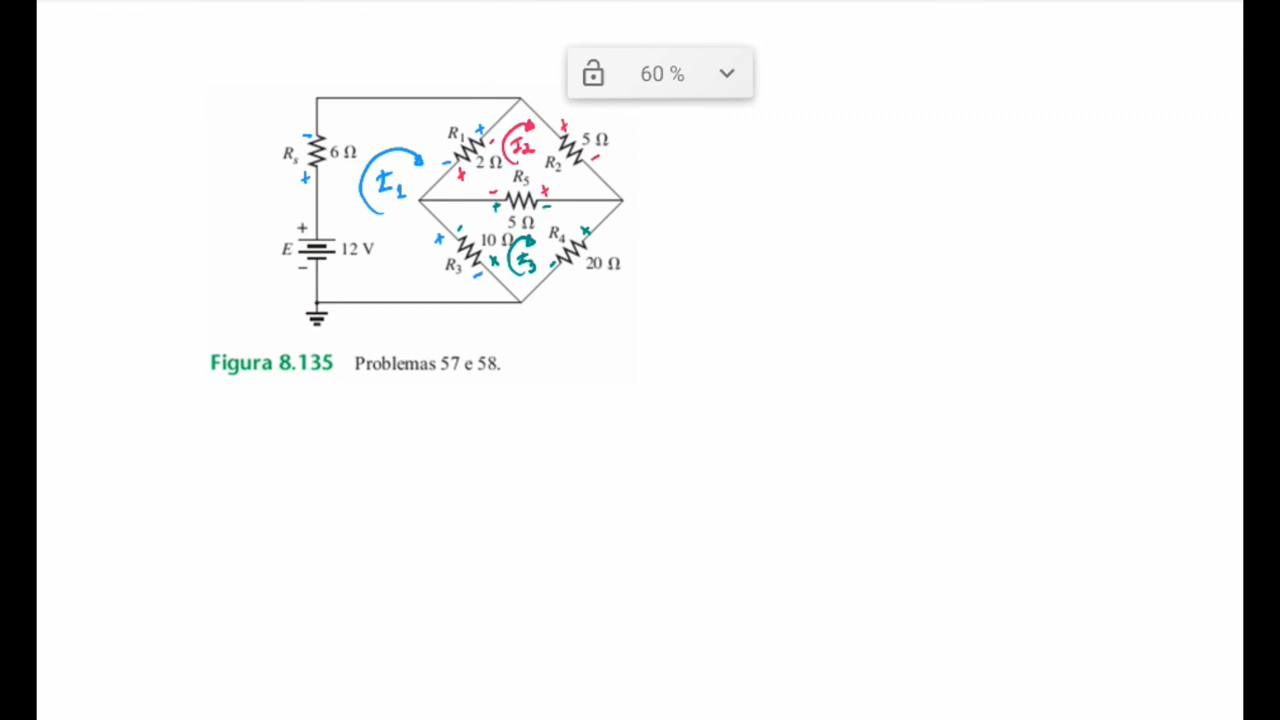 60 %
R₁
5 Ω
Rₛ
6 Ω
I₂
2 Ω
R₂
I₁
R₅
5 Ω
+
E
12 V
−
10 Ω
R₄
R₃
I₃
20 Ω
Figura 8.135 Problemas 57 e 58.